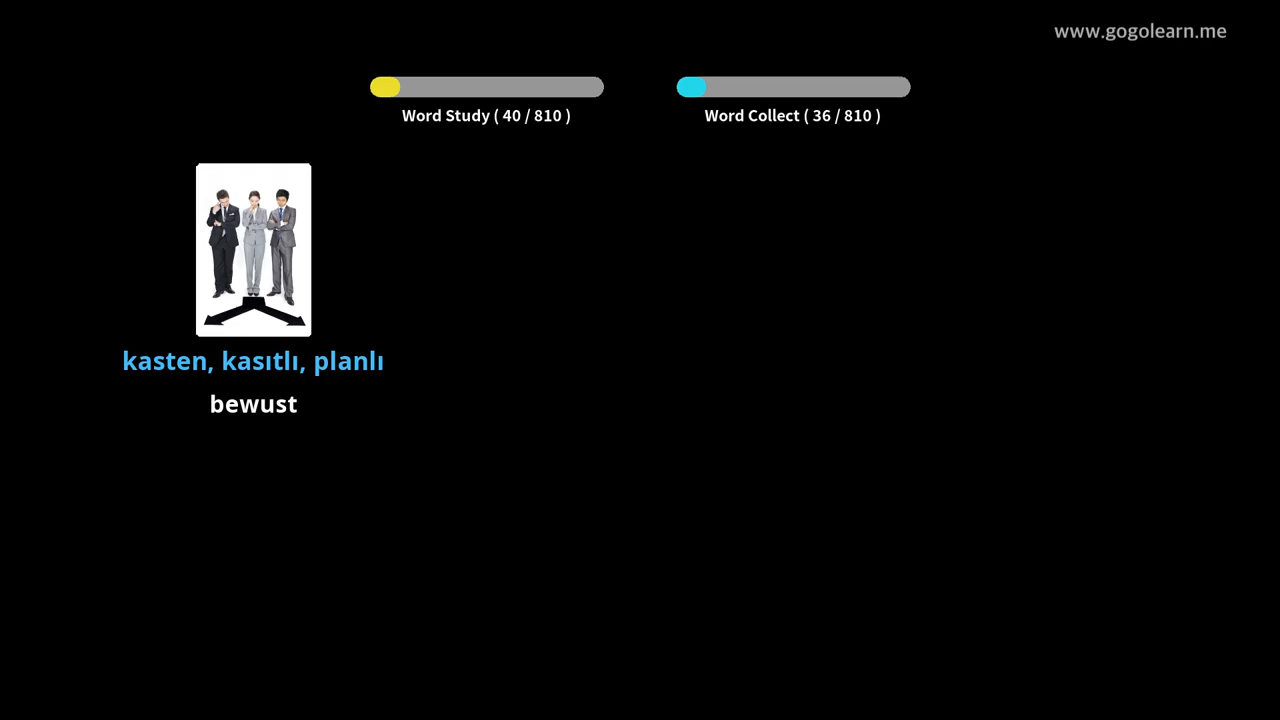 www.gogolearn.me
Word Study ( 40 / 810 )
Word Collect ( 36 / 810 )
kasten, kasıtlı, planlı
bewust